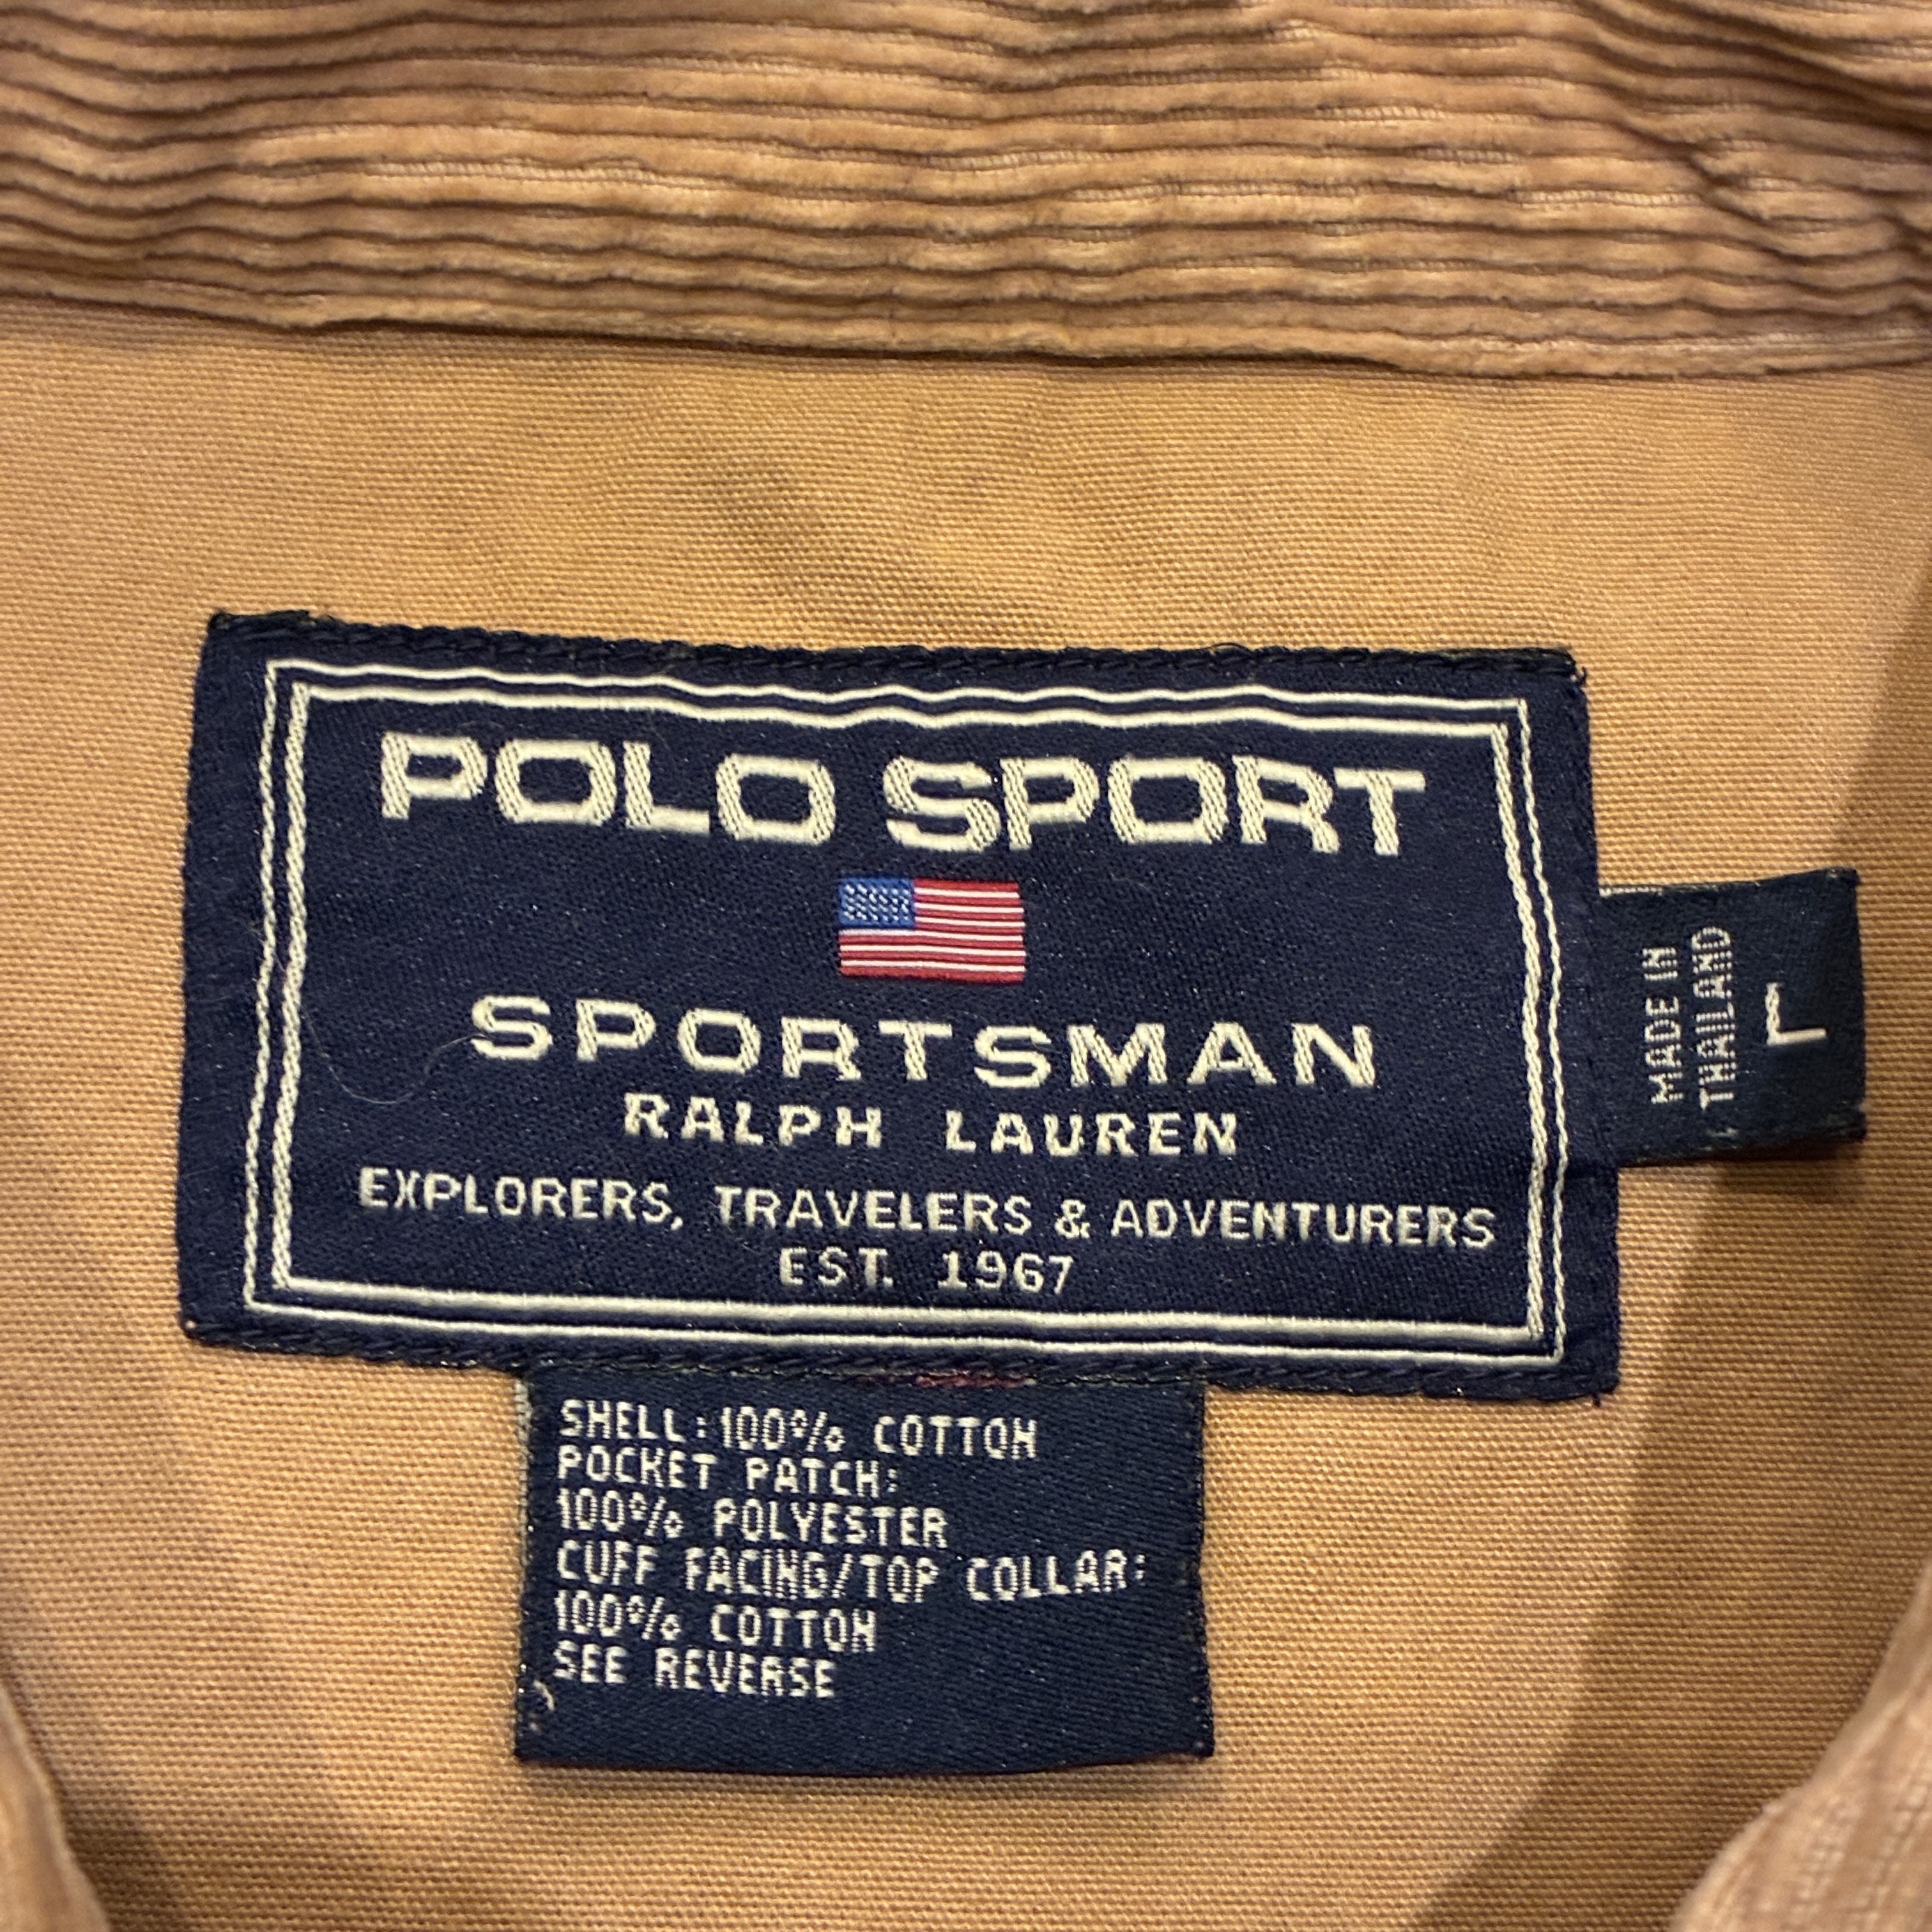 POLO SPORT
SPORTSMAN
RALPH LAUREN
EXPLORERS, TRAVELERS & ADVENTURERS
EST. 1967
MADE IN
THAILAND
L
SHELL:100% COTTON
POCKET PATCH:
100% POLYESTER
CUFF FACING/TOP COLLAR:
100% COTTON
SEE REVERSE